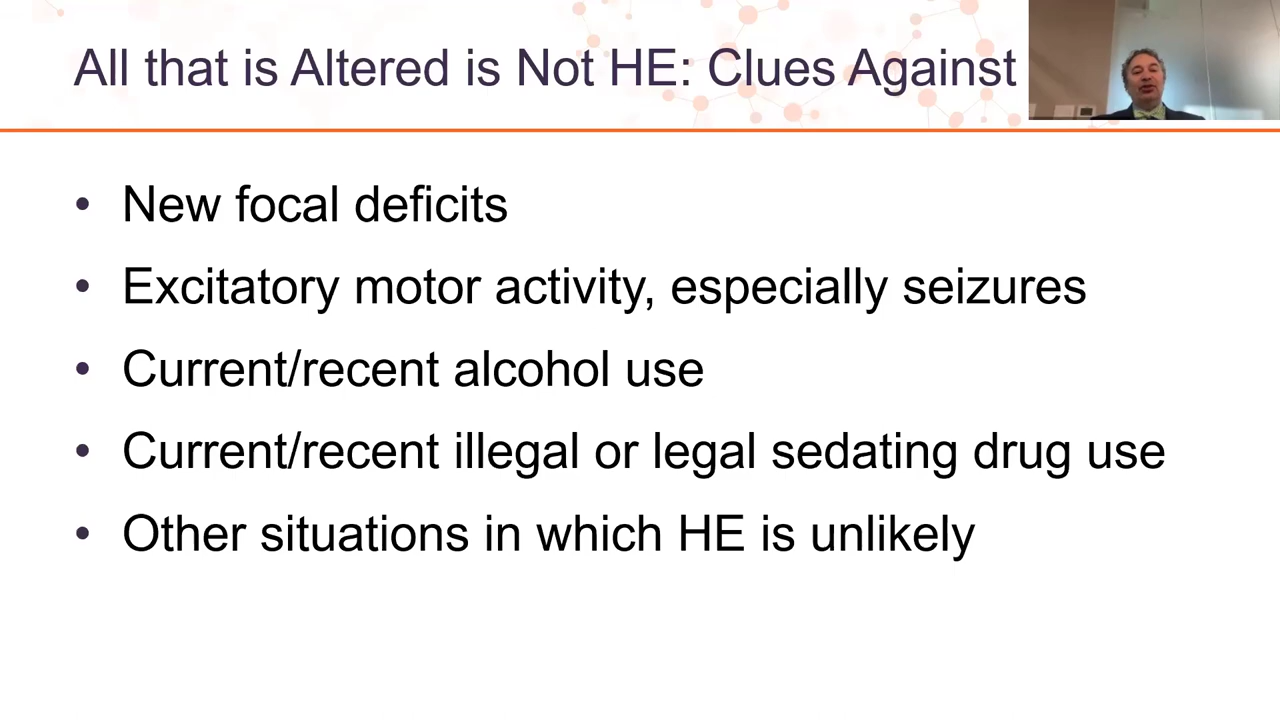 All that is Altered is Not HE: Clues Against
• New focal deficits
• Excitatory motor activity, especially seizures
• Current/recent alcohol use
• Current/recent illegal or legal sedating drug use
• Other situations in which HE is unlikely